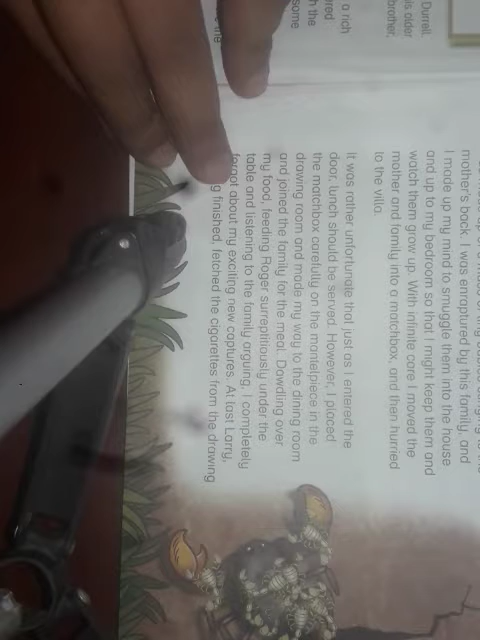 Durrell.
is older
brother.
a rich
ered
h the
some
the
mother's back. I was enraptured by this family, and
I made up my mind to smuggle them into the house
and up to my bedroom so that I might keep them and
watch them grow up. With infinite care I moved the
mother and family into a matchbox, and then hurried
to the villa.
It was rather unfortunate that just as I entered the
door, lunch should be served. However, I placed
the matchbox carefully on the mantelpiece in the
drawing room and made my way to the dining room
and joined the family for the meal. Dawdling over
my food, feeding Roger surreptitiously under the
table and listening to the family arguing, I completely
forgot about my exciting new captures. At last Larry,
g finished, fetched the cigarettes from the drawing